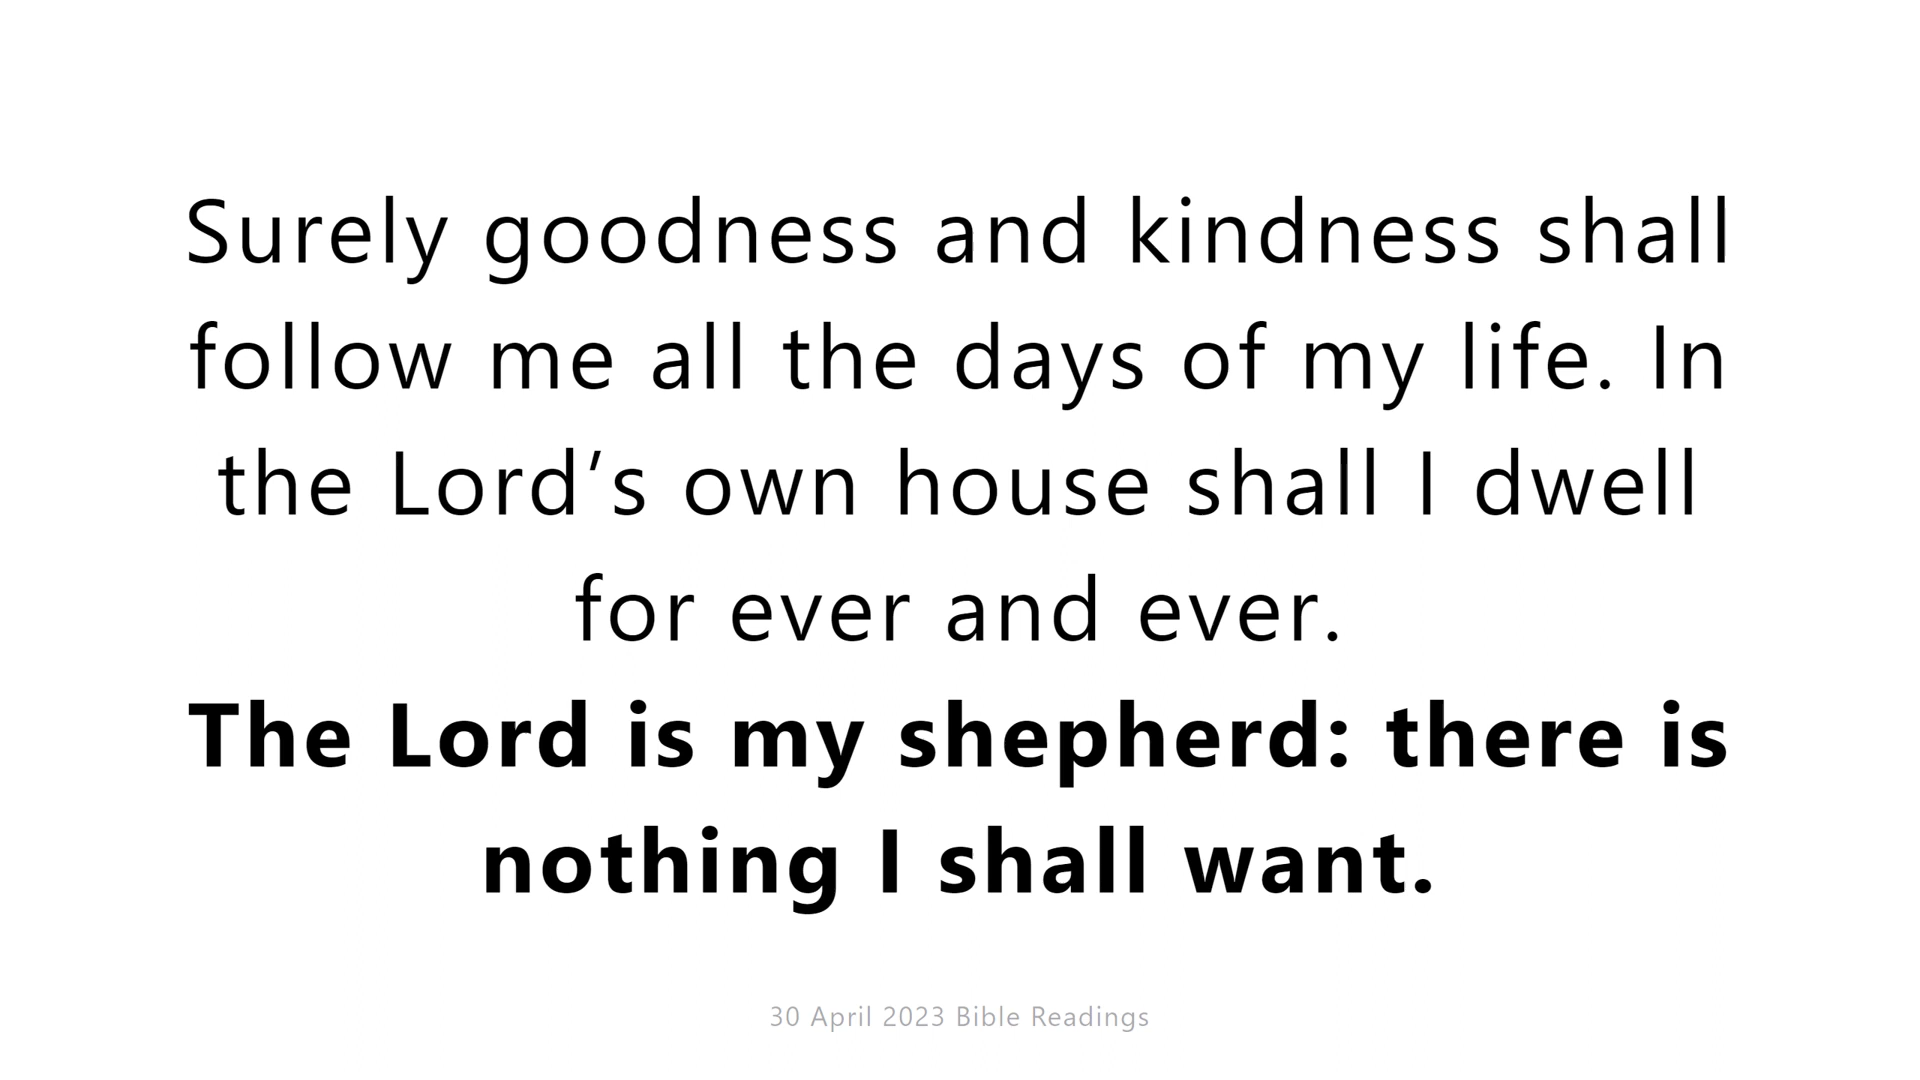 Surely goodness and kindness shall
follow me all the days of my life. In
the Lord’s own house shall I dwell
for ever and ever.
The Lord is my shepherd: there is
nothing I shall want.
30 April 2023 Bible Readings